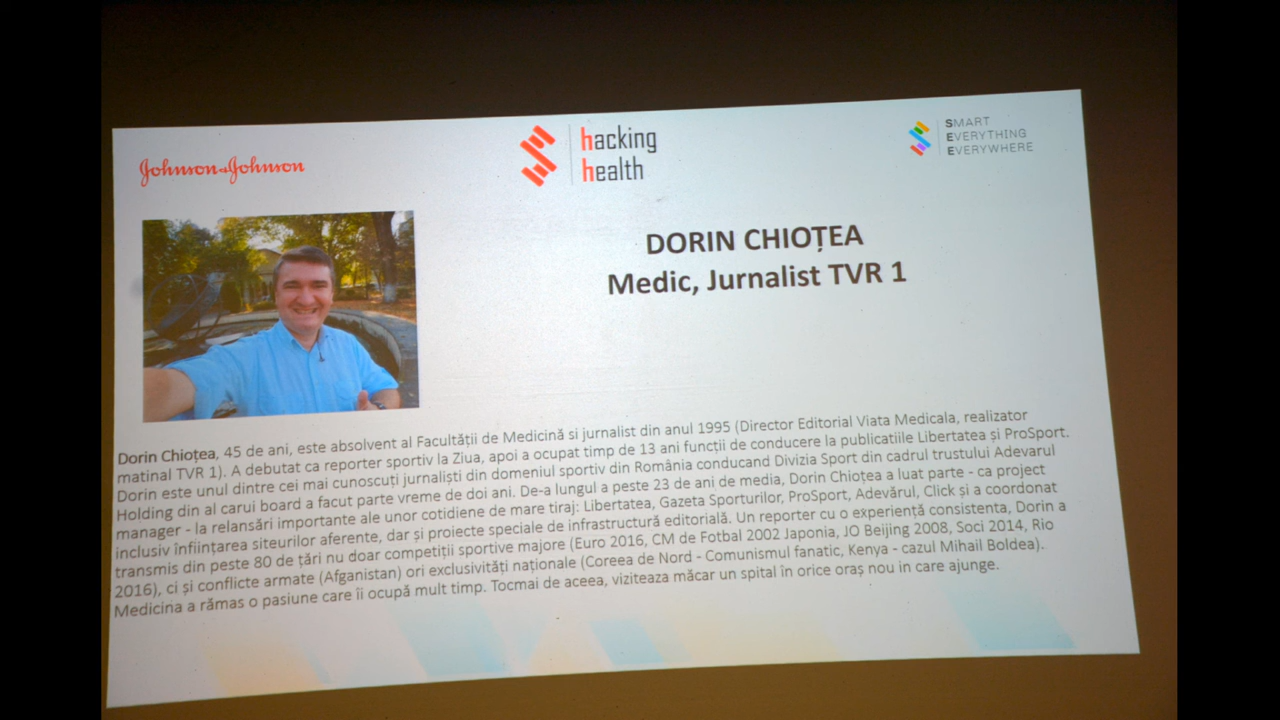 Johnson & Johnson
hacking
health
SMART
EVERYTHING
EVERYWHERE
DORIN CHIOȚEA
Medic, Jurnalist TVR 1
Dorin Chioțea, 45 de ani, este absolvent al Facultății de Medicină si jurnalist din anul 1995 (Director Editorial Viata Medicala, realizator
matinal TVR 1). A debutat ca reporter sportiv la Ziua, apoi a ocupat timp de 13 ani funcții de conducere la publicatiile Libertatea și ProSport.
Dorin este unul dintre cei mai cunoscuți jurnaliști din domeniul sportiv din România conducand Divizia Sport din cadrul trustului Adevarul
Holding din al carui board a facut parte vreme de doi ani. De-a lungul a peste 23 de ani de media, Dorin Chioțea a luat parte - ca project
manager - la relansări importante ale unor cotidiene de mare tiraj: Libertatea, Gazeta Sporturilor, ProSport, Adevărul, Click și a coordonat
inclusiv înființarea siteurilor aferente, dar și proiecte speciale de infrastructură editorială. Un reporter cu o experiență consistenta, Dorin a
transmis din peste 80 de țări nu doar competiții sportive majore (Euro 2016, CM de Fotbal 2002 Japonia, JO Beijing 2008, Soci 2014, Rio
2016), ci și conflicte armate (Afganistan) ori exclusivități naționale (Coreea de Nord - Comunismul fanatic, Kenya - cazul Mihail Boldea).
Medicina a rămas o pasiune care îi ocupă mult timp. Tocmai de aceea, viziteaza măcar un spital în orice oraș nou in care ajunge.